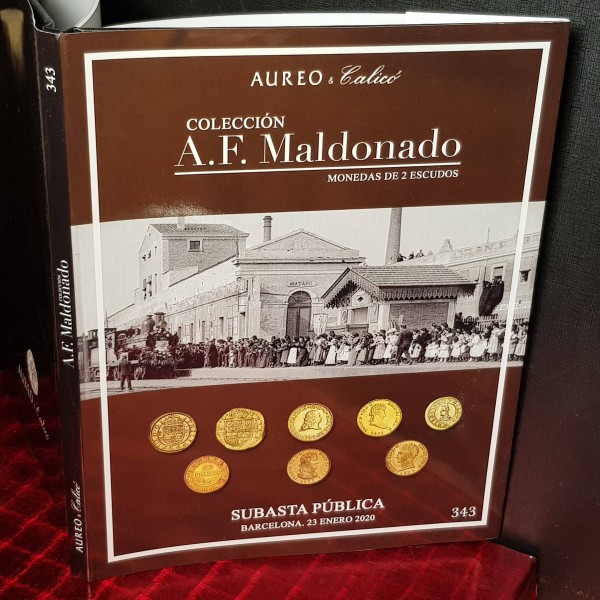 AUREO & Calicó
COLECCIÓN
A.F. Maldonado
MONEDAS DE 2 ESCUDOS
MATARO
SUBASTA PÚBLICA
BARCELONA. 23 ENERO 2020
343
343
COLECCIÓN
A.F. Maldonado
AUREO & Calicó